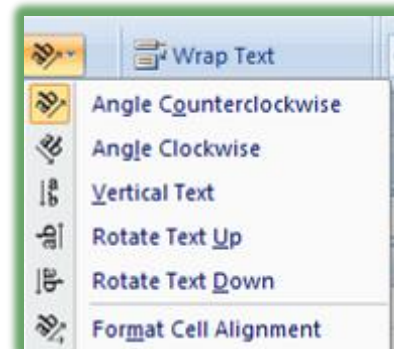 Wrap Text
Angle Counterclockwise
Angle Clockwise
Vertical Text
Rotate Text Up
Rotate Text Down
Format Cell Alignment